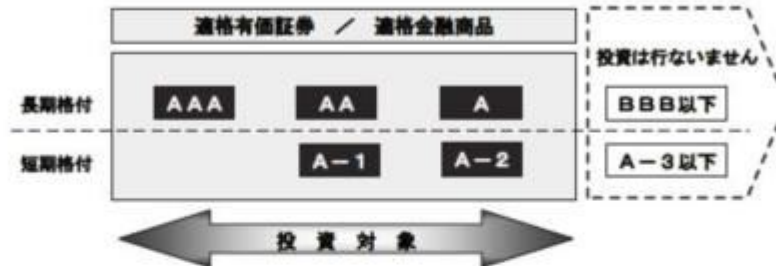 適格有価証券 ／ 適格金融商品
投資は行ないません
長期格付
AAA
AA
A
BBB以下
短期格付
A－1
A－2
A－3以下
投資対象